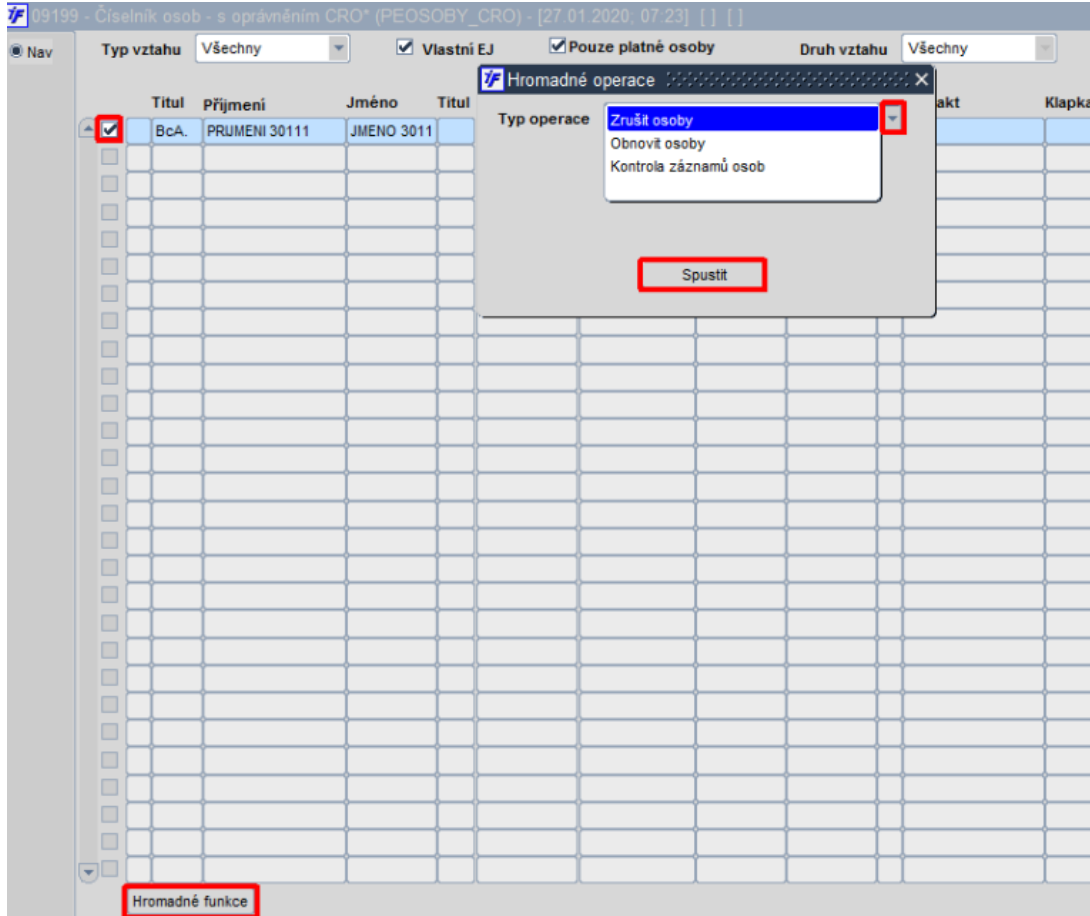 09199 - Číselník osob - s oprávněním CRO* (PEOSOBY_CRO) - [27.01.2020; 07:23] [ ] [ ]
Nav
Typ vztahu Všechny Vlastní EJ Pouze platné osoby Druh vztahu Všechny
Hromadné operace
Titul Příjmení Jméno Titul akt Klapka
Typ operace Zrušit osoby
BcA. PRIJMENI 30111 JMENO 3011
Obnovit osoby
Kontrola záznamů osob
Spustit
Hromadné funkce